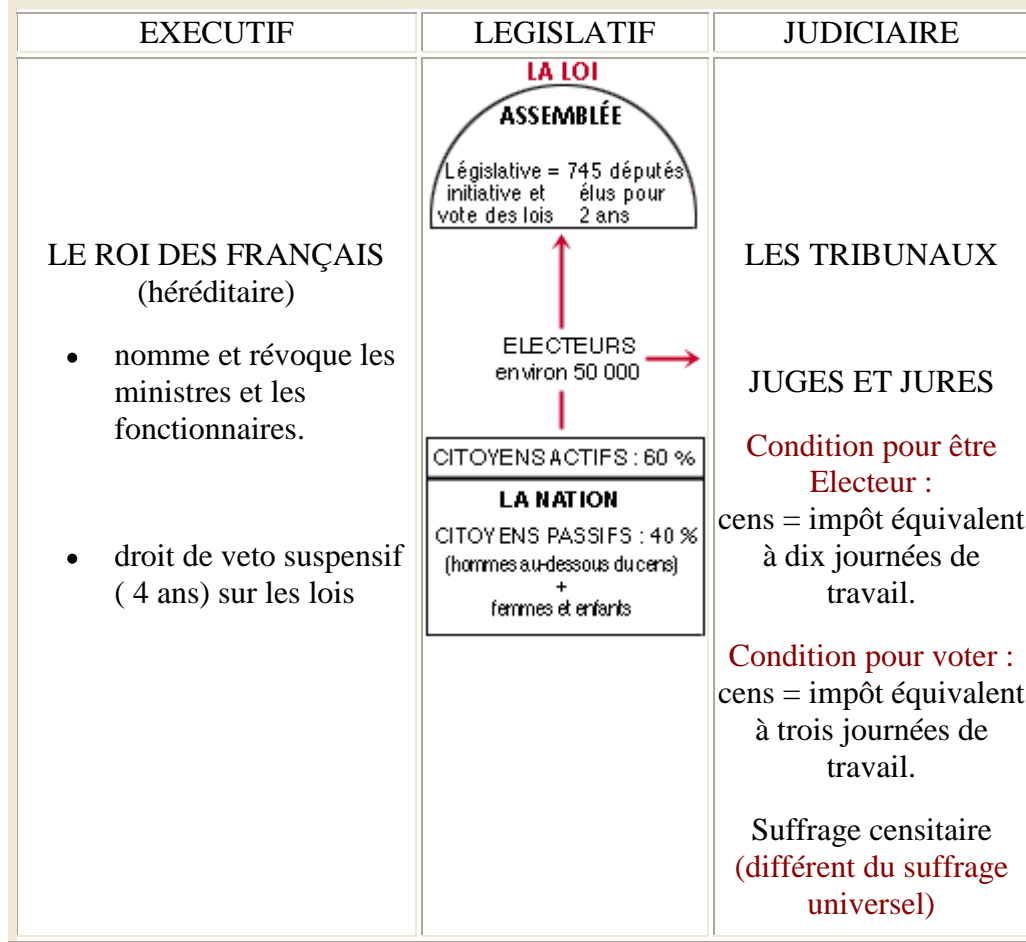 EXECUTIF
LEGISLATIF
JUDICIAIRE
LE ROI DES FRANÇAIS
(héréditaire)
• nomme et révoque les
ministres et les
fonctionnaires.
• droit de veto suspensif
( 4 ans) sur les lois
LA LOI
ASSEMBLÉE
Législative = 745 députés
initiative et élus pour
vote des lois 2 ans
ELECTEURS
environ 50 000
CITOYENS ACTIFS : 60 %
LA NATION
CITOYENS PASSIFS : 40 %
(hommes au-dessous du cens)
+
femmes et enfants
LES TRIBUNAUX
JUGES ET JURES
Condition pour être
Electeur :
cens = impôt équivalent
à dix journées de
travail.
Condition pour voter :
cens = impôt équivalent
à trois journées de
travail.
Suffrage censitaire
(différent du suffrage
universel)